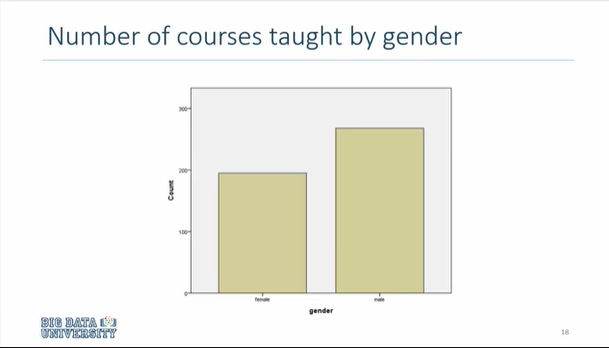 Number of courses taught by gender
300
200
100
0
Count
female
male
gender
BIG DATA
UNIVERSITY
18